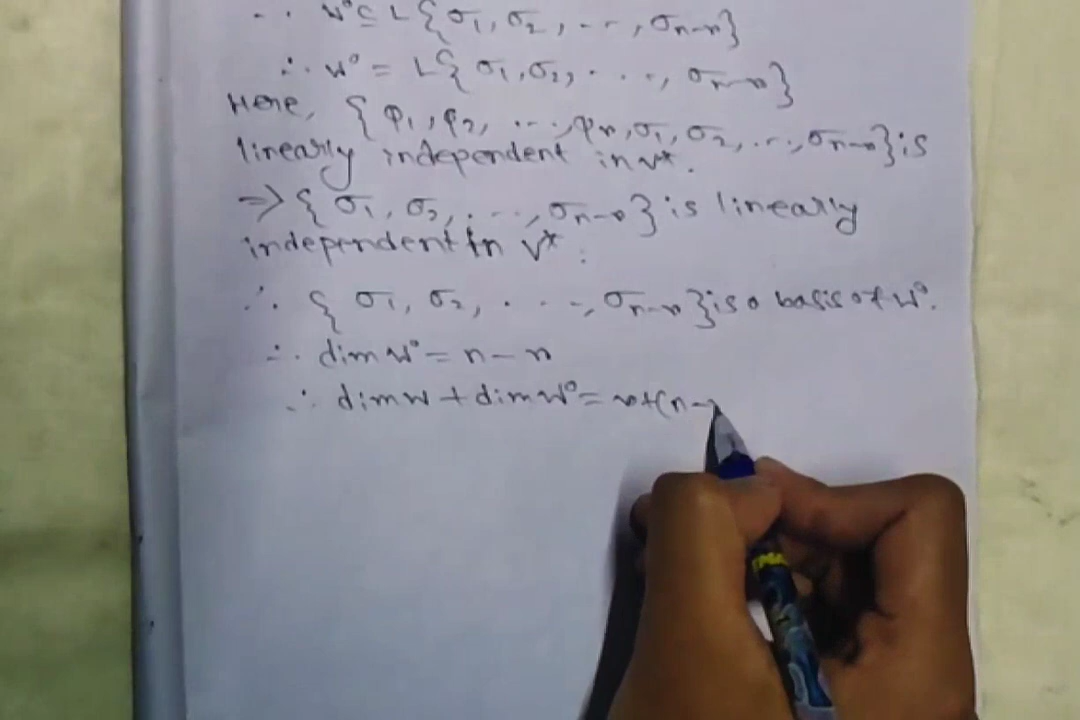 ∴ W° ⊆ L{σ₁, σ₂, ..., σₙ₋ᵣ}
∴ W° = L{σ₁, σ₂, ..., σₙ₋ᵣ}
Here, {φ₁, φ₂, ..., φᵣ, σ₁, σ₂, ..., σₙ₋ᵣ} is
linearly independent in V*.
⇒ {σ₁, σ₂, ..., σₙ₋ᵣ} is linearly
independent in V*.
∴ {σ₁, σ₂, ..., σₙ₋ᵣ} is a basis of W°.
∴ dim W° = n - r
∴ dim W + dim W° = r + (n -